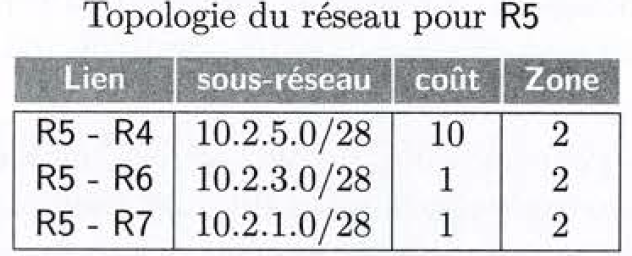 Topologie du réseau pour R5
Lien sous-réseau coût Zone
R5 - R4 10.2.5.0/28 10 2
R5 - R6 10.2.3.0/28 1 2
R5 - R7 10.2.1.0/28 1 2